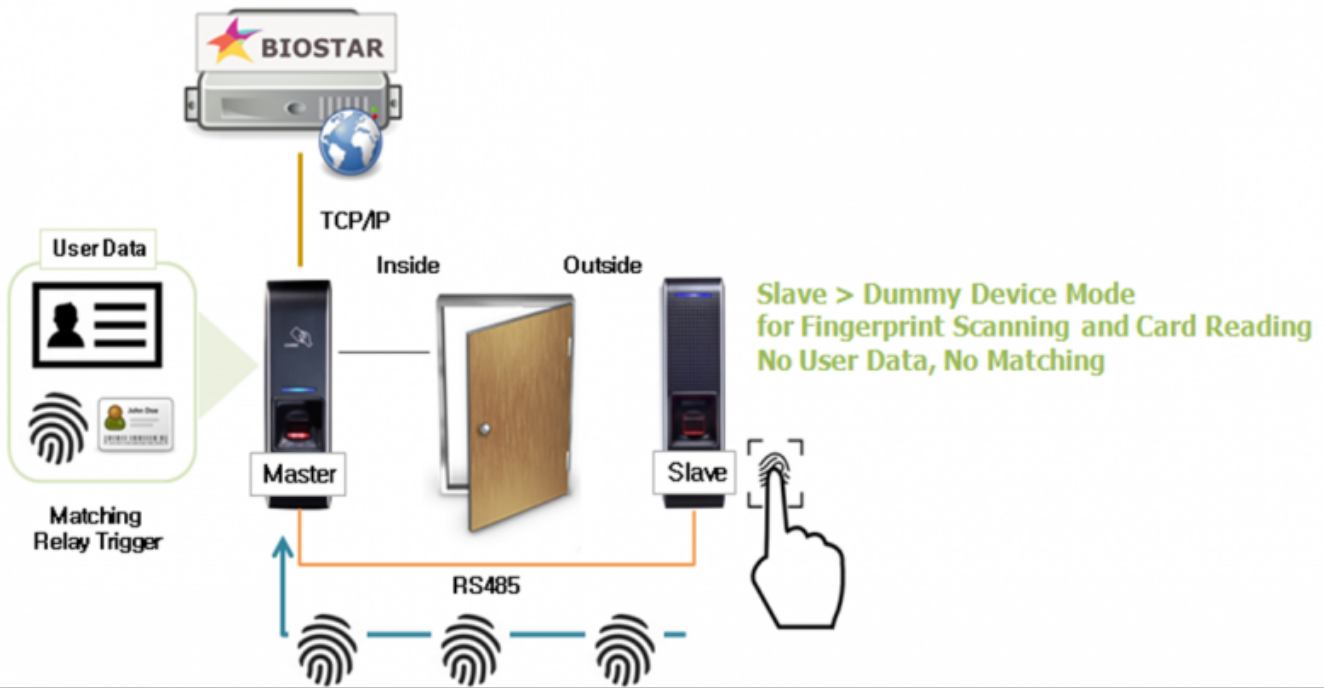 BIOSTAR
TCP/IP
User Data
Inside
Outside
Slave > Dummy Device Mode
for Fingerprint Scanning and Card Reading
No User Data, No Matching
John Doe
Master
Slave
Matching
Relay Trigger
RS485